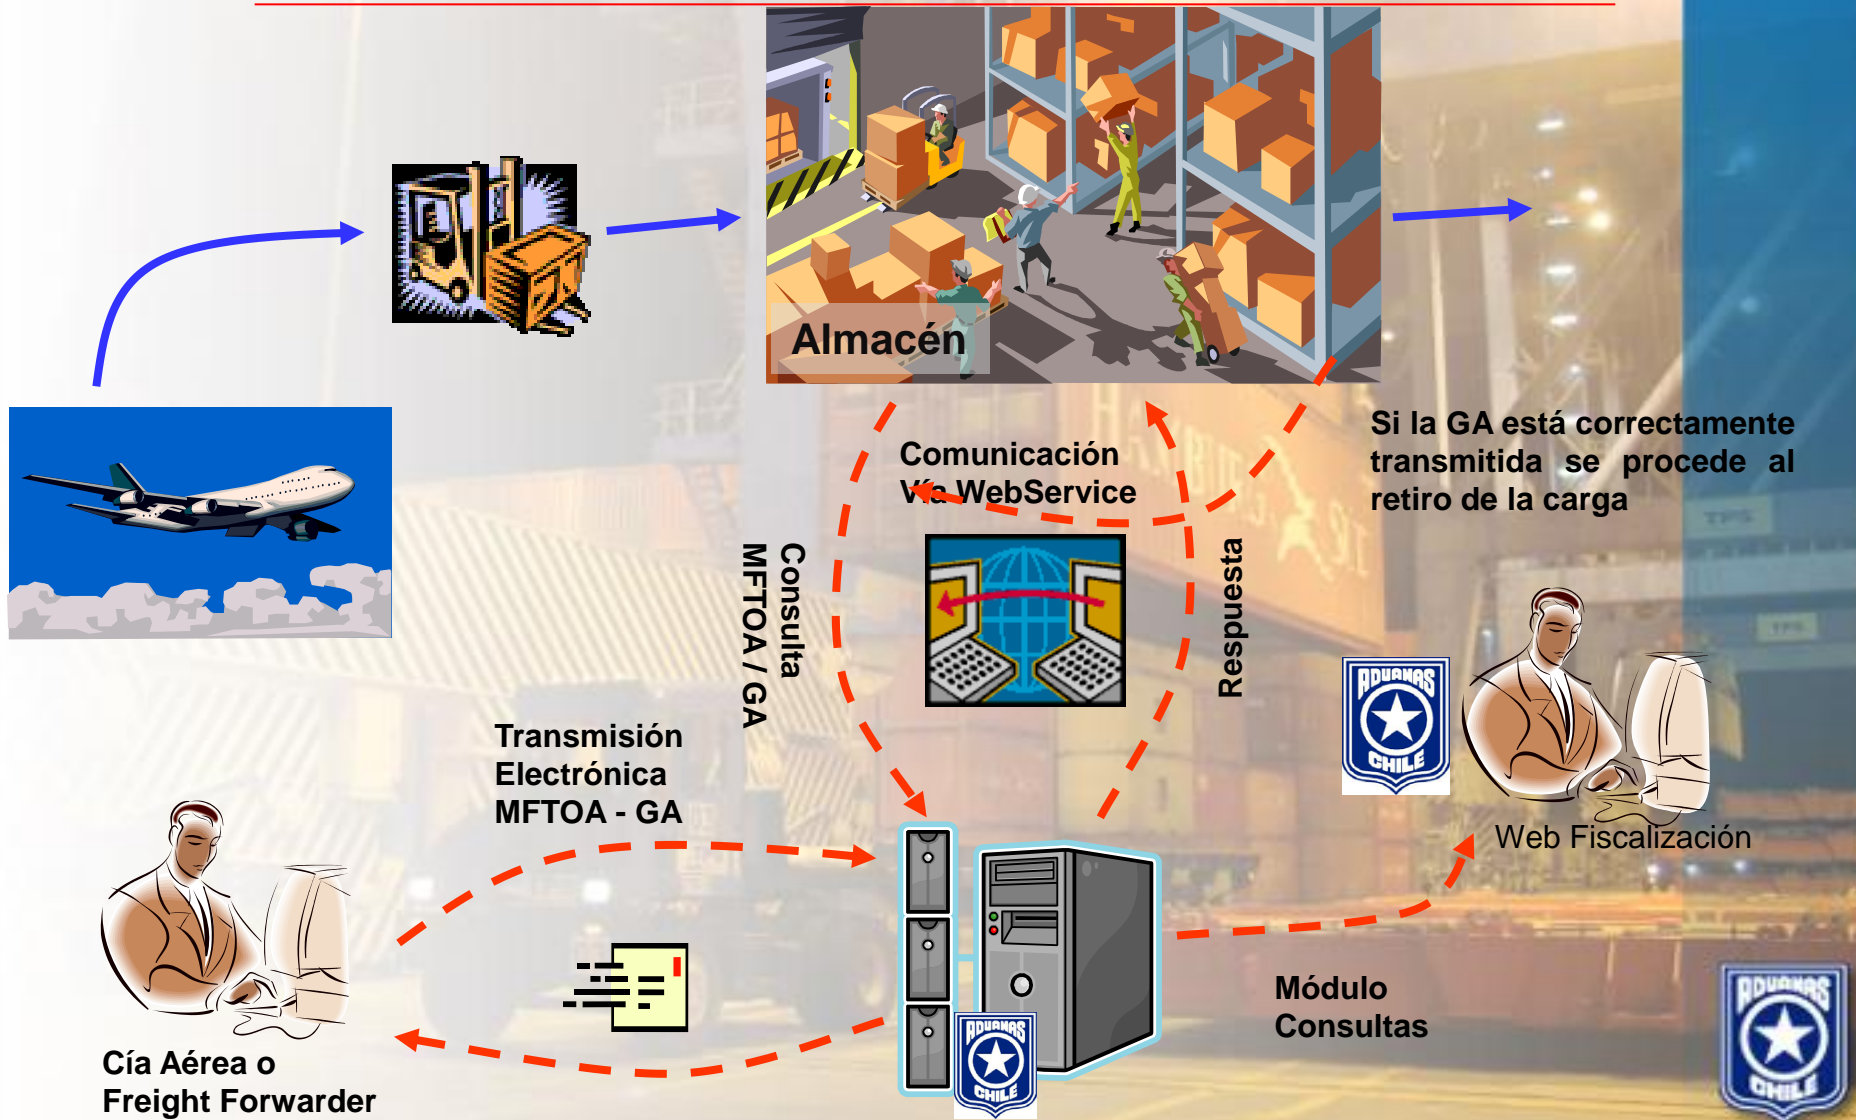 Almacén
Si la GA está correctamente
transmitida se procede al
retiro de la carga
Comunicación
Vía WebService
Consulta
MFTOA / GA
Respuesta
Transmisión
Electrónica
MFTOA - GA
ADUANAS
CHILE
Web Fiscalización
Módulo
Consultas
ADUANAS
CHILE
ADUANAS
CHILE
Cía Aérea o
Freight Forwarder
TPS
TPS